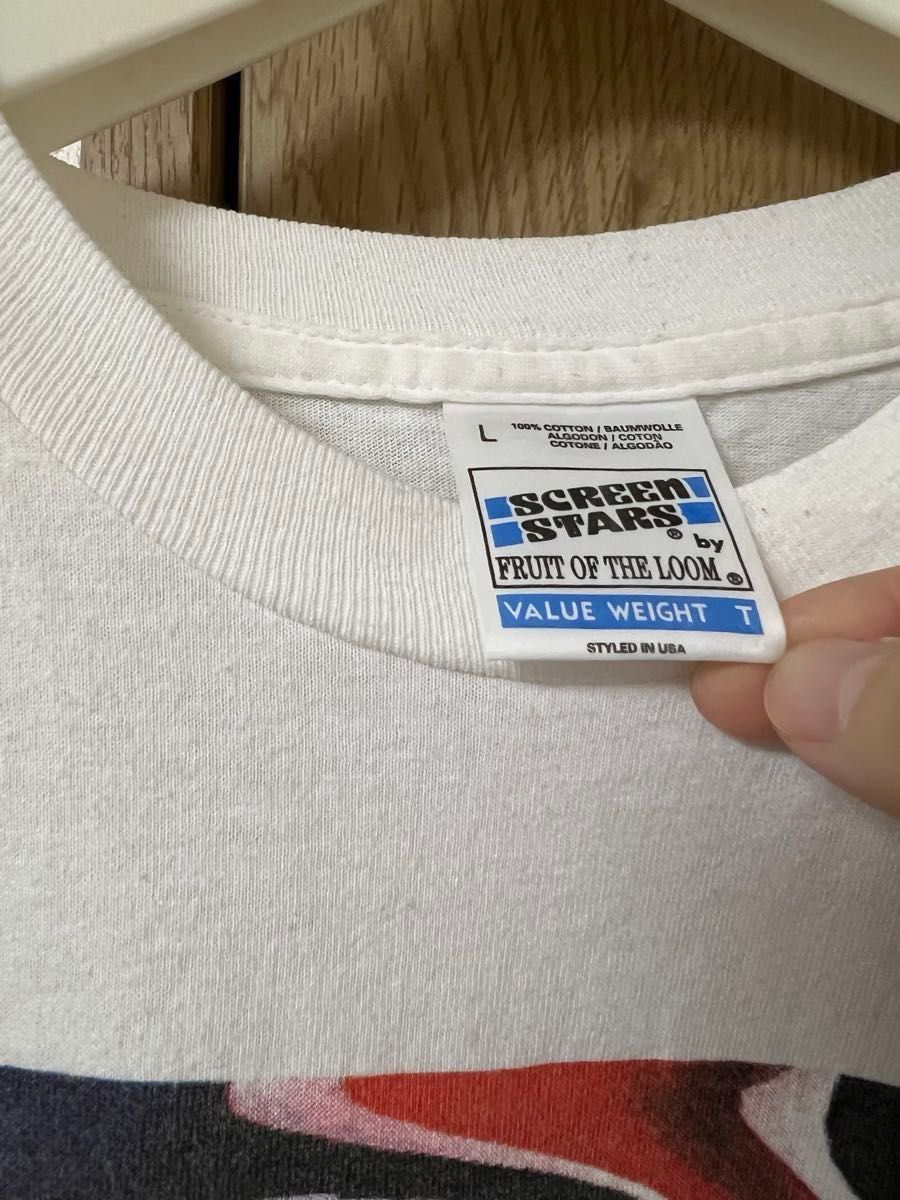 L 100% COTTON / BAUMWOLLE
ALGODON / COTON
COTONE / ALGODÃO
SCREEN
STARS® by
FRUIT OF THE LOOM®
VALUE WEIGHT T
STYLED IN USA